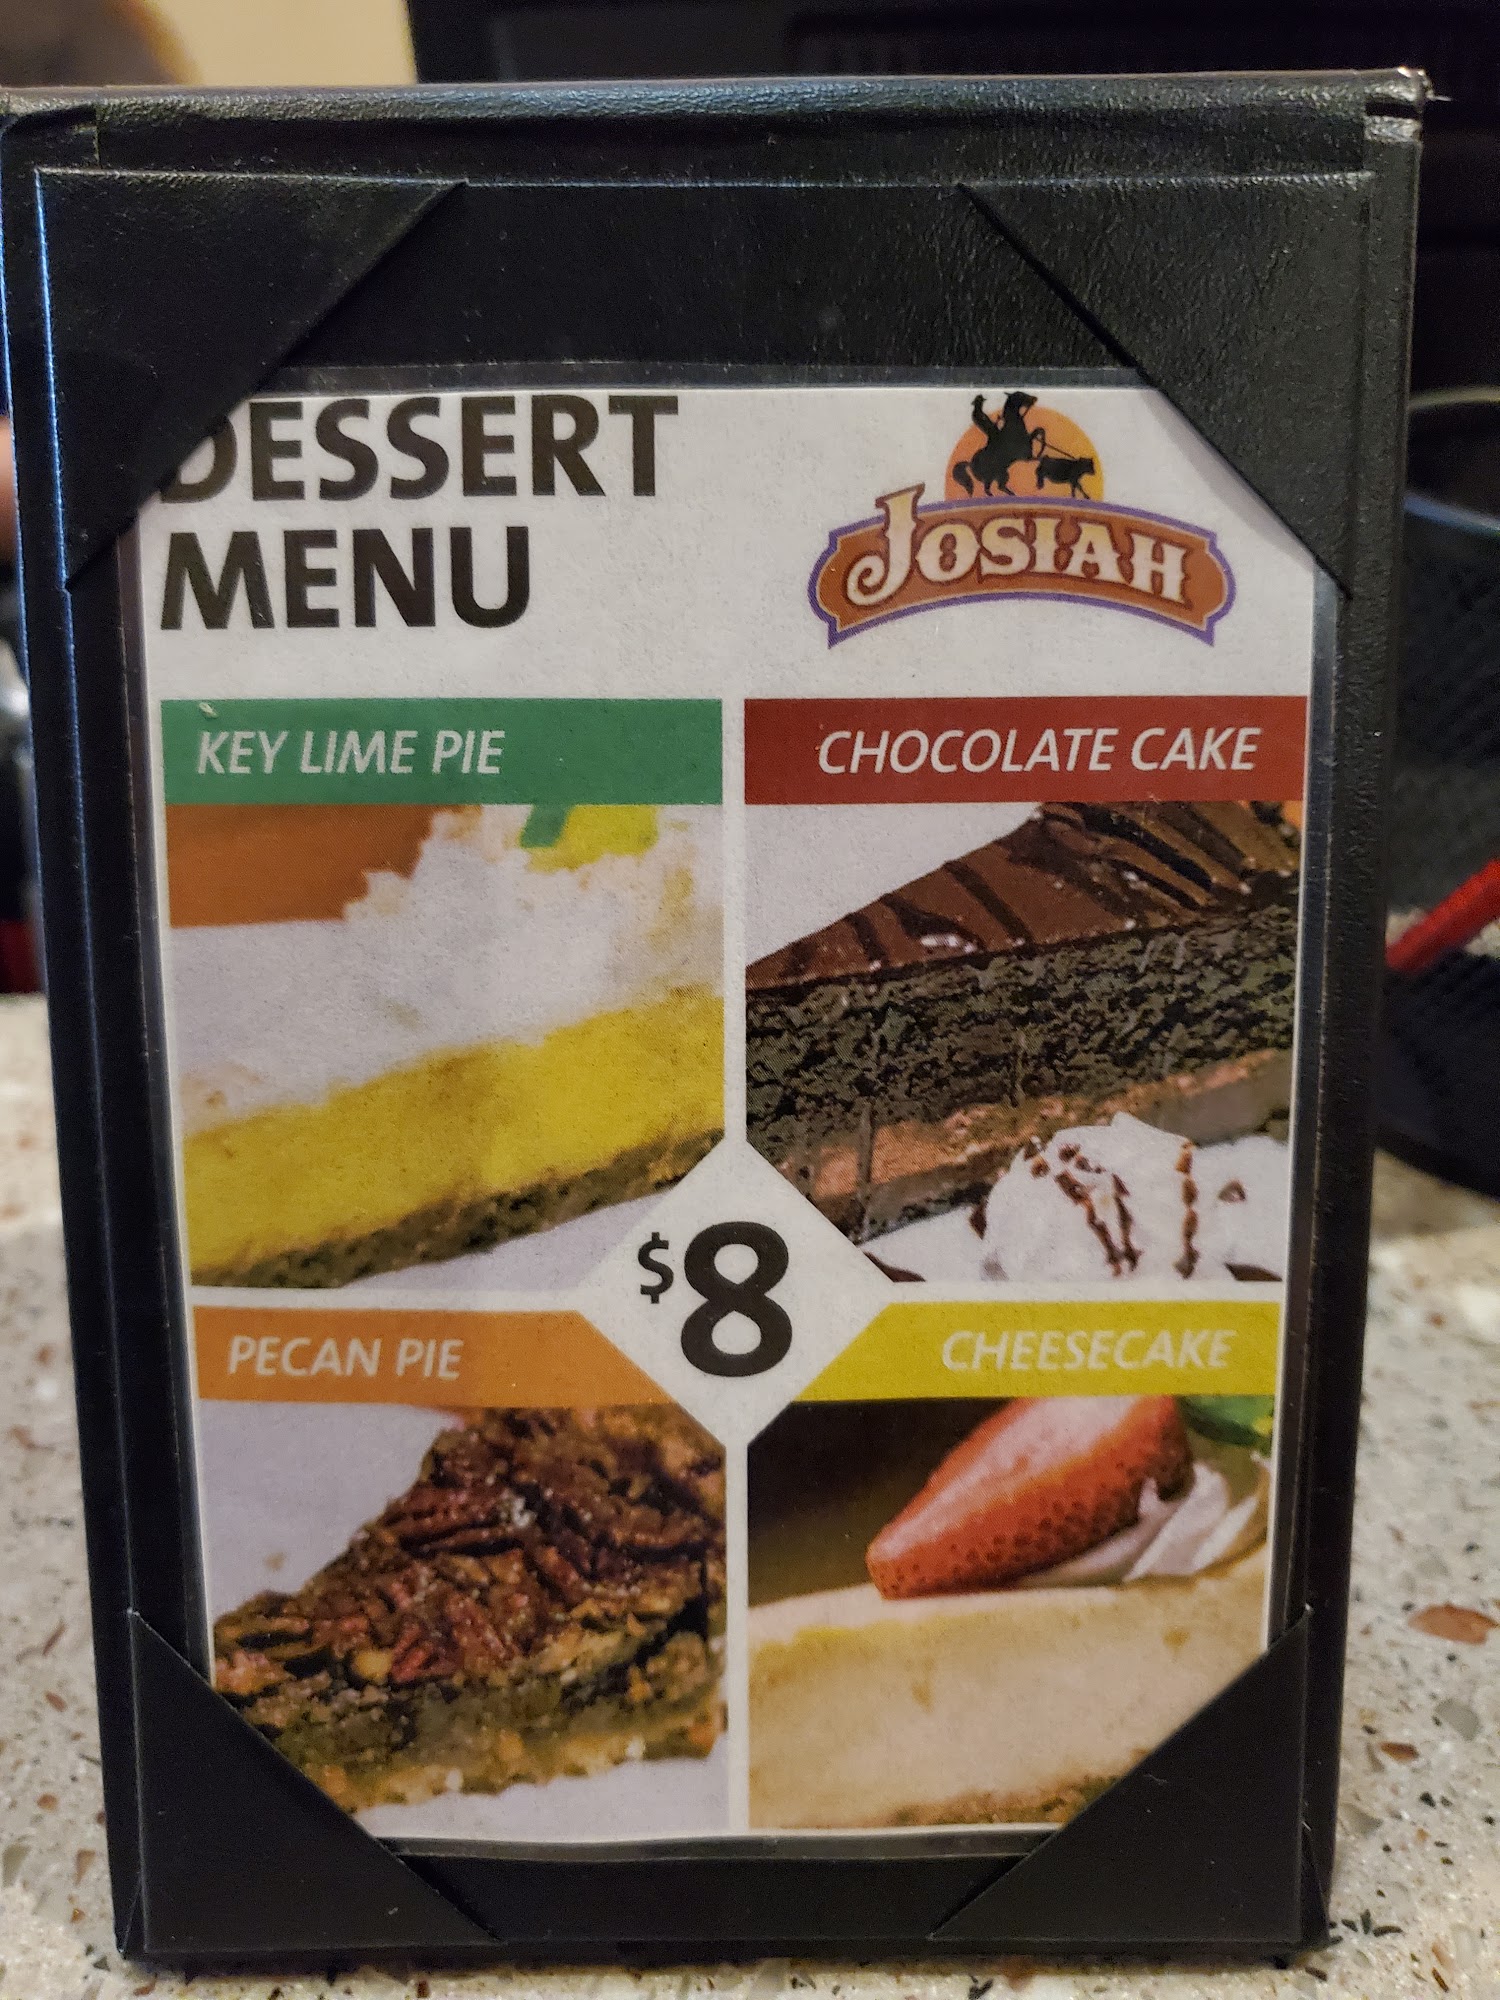 DESSERT
MENU
JOSIAH
KEY LIME PIE
CHOCOLATE CAKE
$8
PECAN PIE
CHEESECAKE